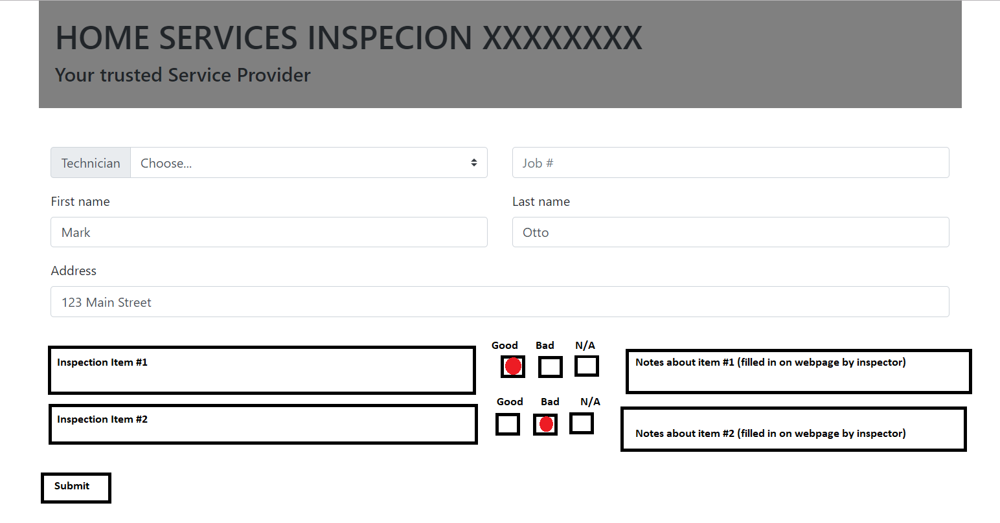 HOME SERVICES INSPECION XXXXXXXX
Your trusted Service Provider
Technician Choose... Job #
First name Last name
Mark Otto
Address
123 Main Street
Good Bad N/A
Inspection Item #1 Notes about item #1 (filled in on webpage by inspector)
Good Bad N/A
Inspection Item #2
Notes about item #2 (filled in on webpage by inspector)
Submit